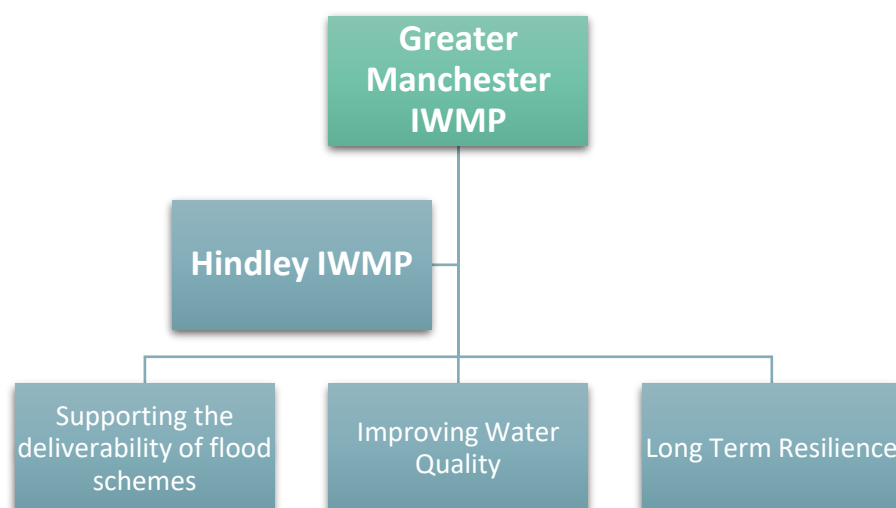 Greater
Manchester
IWMP
Hindley IWMP
Supporting the
deliverability of flood
schemes
Improving Water
Quality
Long Term Resilience